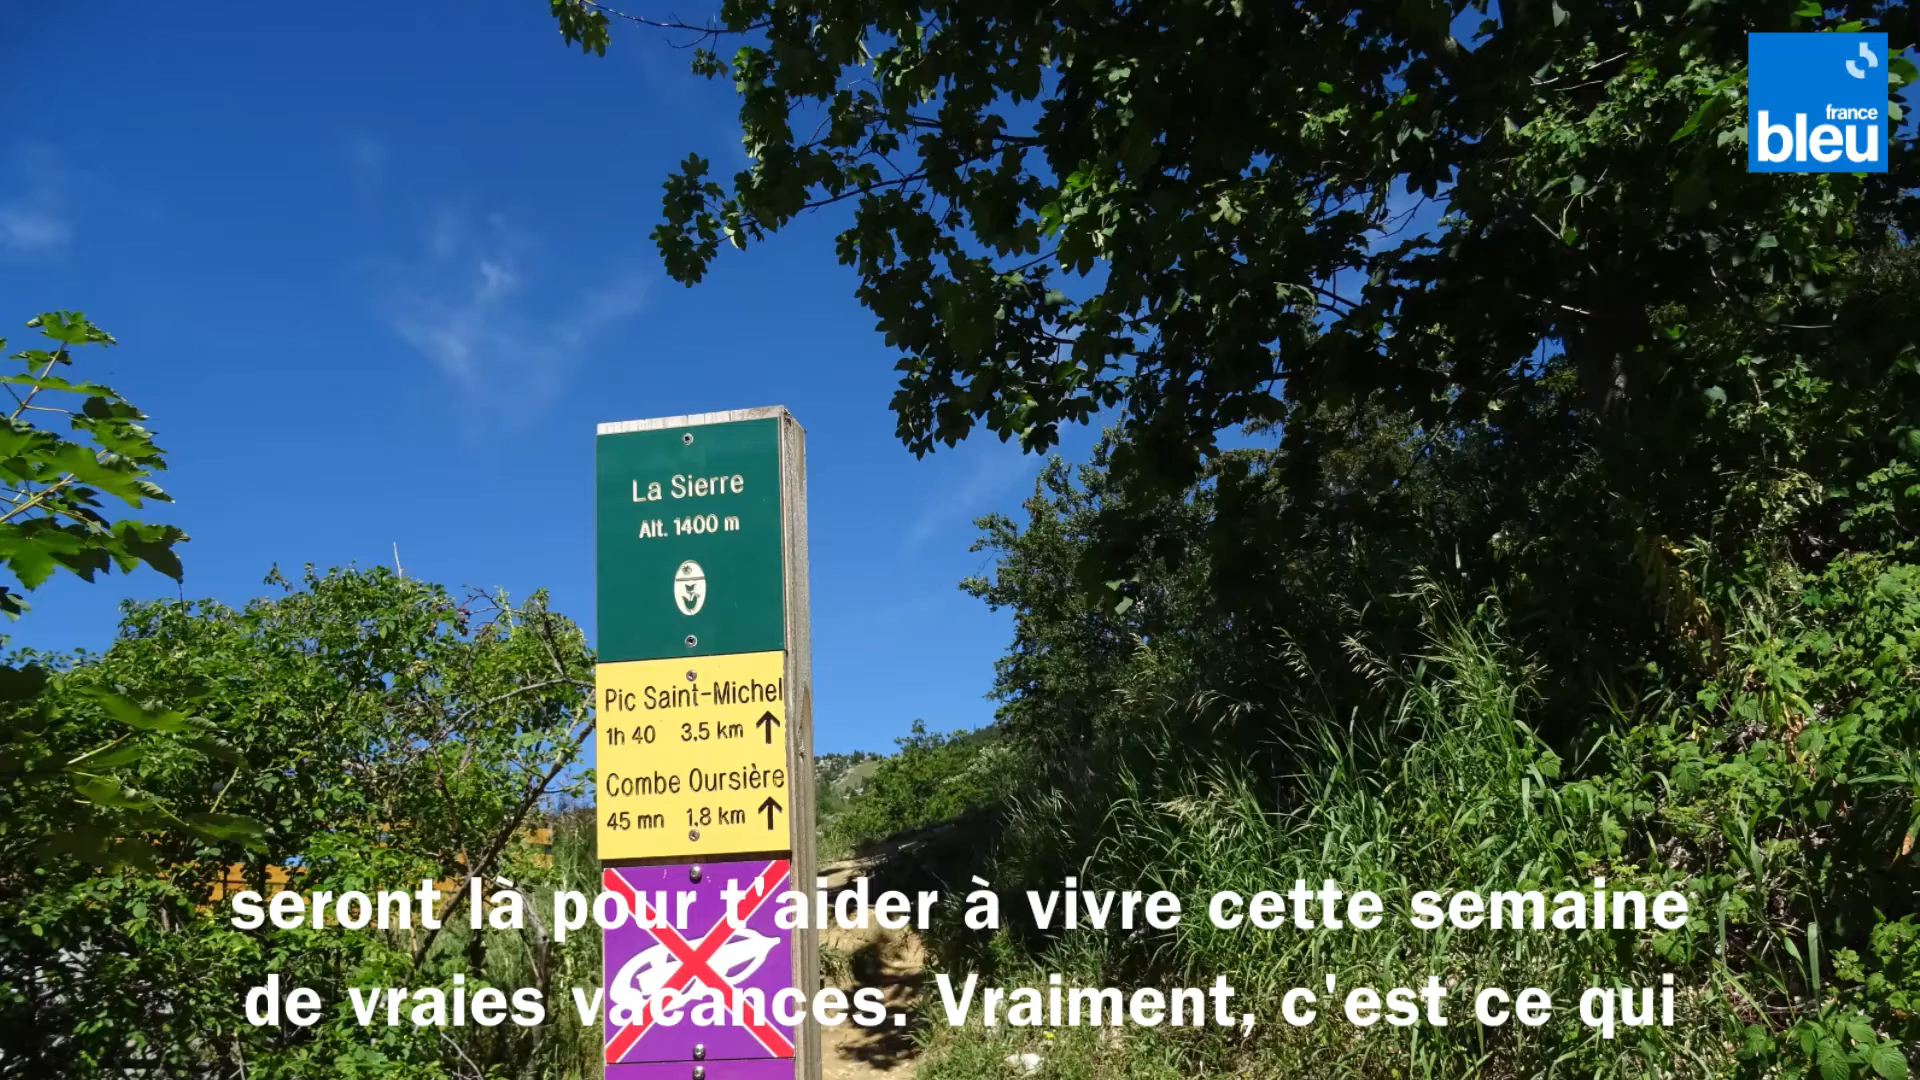 france
bleu
La Sierre
Alt. 1400 m
Pic Saint-Michel
1h 40 3.5 km ↑
Combe Oursière
45 mn 1.8 km ↑
seront là pour t'aider à vivre cette semaine
de vraies vacances. Vraiment, c'est ce qui